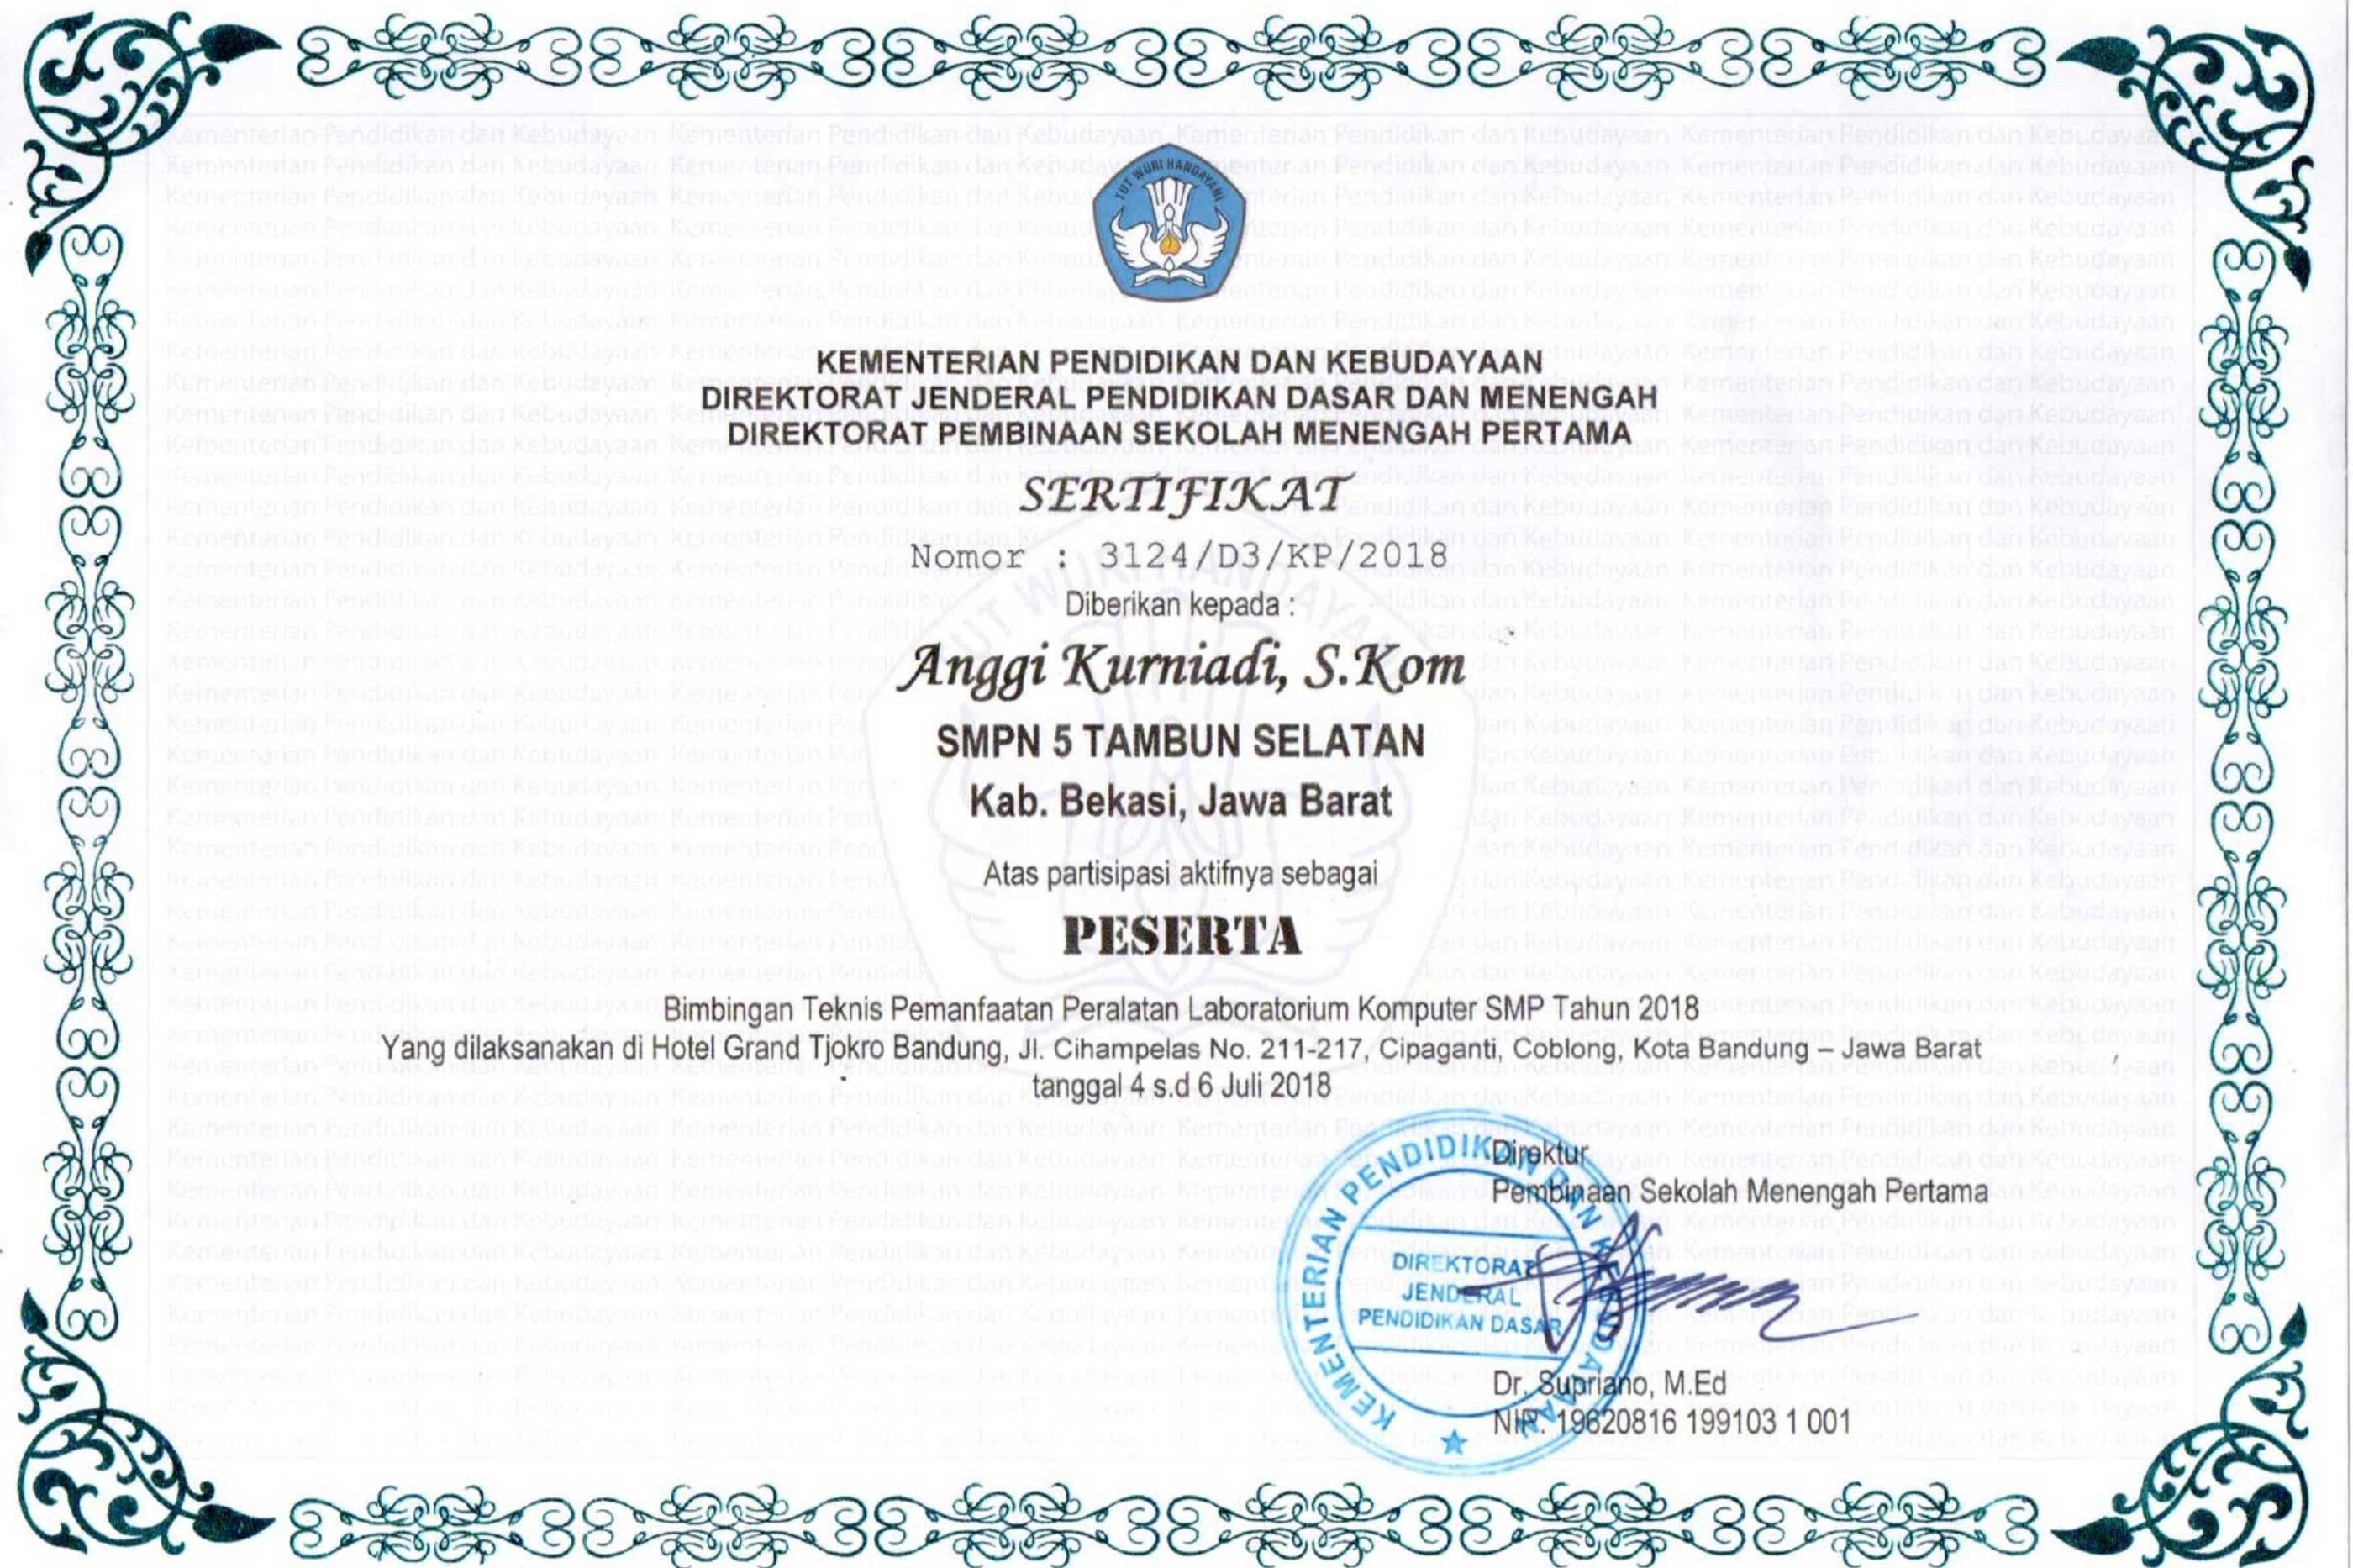 TUT WURI HANDAYANI
KEMENTERIAN PENDIDIKAN DAN KEBUDAYAAN
DIREKTORAT JENDERAL PENDIDIKAN DASAR DAN MENENGAH
DIREKTORAT PEMBINAAN SEKOLAH MENENGAH PERTAMA
SERTIFIKAT
Nomor : 3124/D3/KP/2018
Diberikan kepada :
Anggi Kurniadi, S.Kom
SMPN 5 TAMBUN SELATAN
Kab. Bekasi, Jawa Barat
Atas partisipasi aktifnya sebagai
PESERTA
Bimbingan Teknis Pemanfaatan Peralatan Laboratorium Komputer SMP Tahun 2018
Yang dilaksanakan di Hotel Grand Tjokro Bandung, Jl. Cihampelas No. 211-217, Cipaganti, Coblong, Kota Bandung – Jawa Barat
tanggal 4 s.d 6 Juli 2018
Direktur
Pembinaan Sekolah Menengah Pertama
KEMENTERIAN PENDIDIKAN DAN
DIREKTORAT
JENDERAL
PENDIDIKAN DASAR
Dr. Supriano, M.Ed
NIP. 19620816 199103 1 001